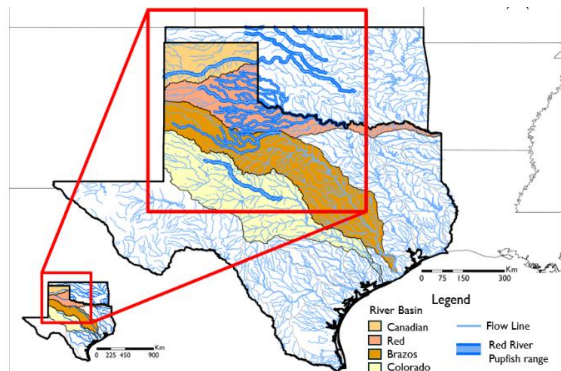 Km
0 75 150 300
Legend
River Basin
Canadian
Red
Brazos
Colorado
Flow Line
Red River
Pupfish range
Km
0 225 450 900